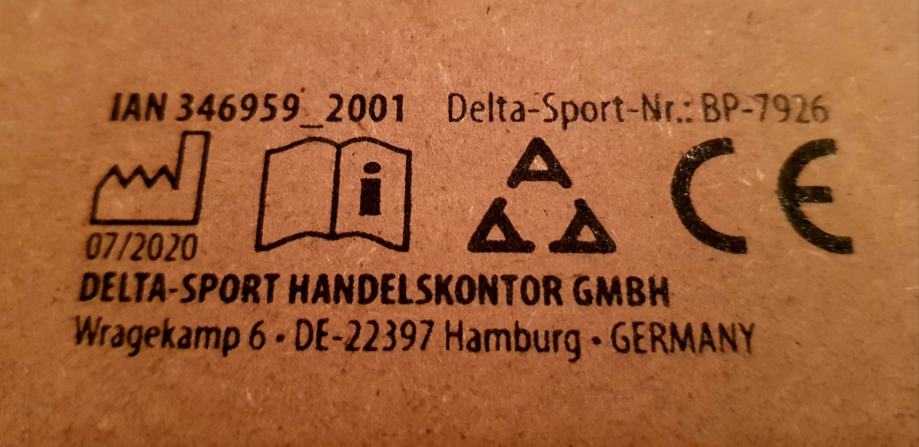 IAN 346959_2001 Delta-Sport-Nr.: BP-7926
i
CE
07/2020
DELTA-SPORT HANDELSKONTOR GMBH
Wragekamp 6 • DE-22397 Hamburg • GERMANY